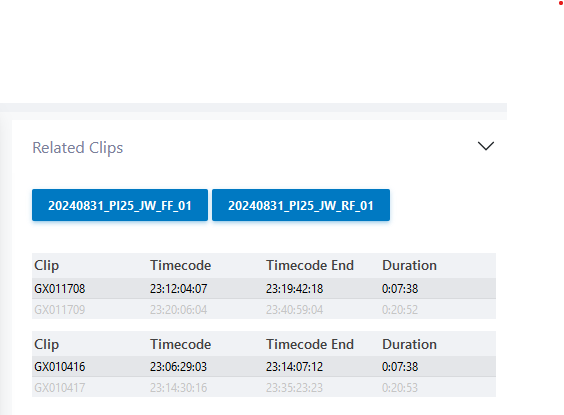 Related Clips
20240831_PI25_JW_FF_01 20240831_PI25_JW_RF_01
Clip Timecode Timecode End Duration
GX011708 23:12:04:07 23:19:42:18 0:07:38
GX011709 23:20:06:04 23:40:59:04 0:20:52
Clip Timecode Timecode End Duration
GX010416 23:06:29:03 23:14:07:12 0:07:38
GX010417 23:14:30:16 23:35:23:23 0:20:53